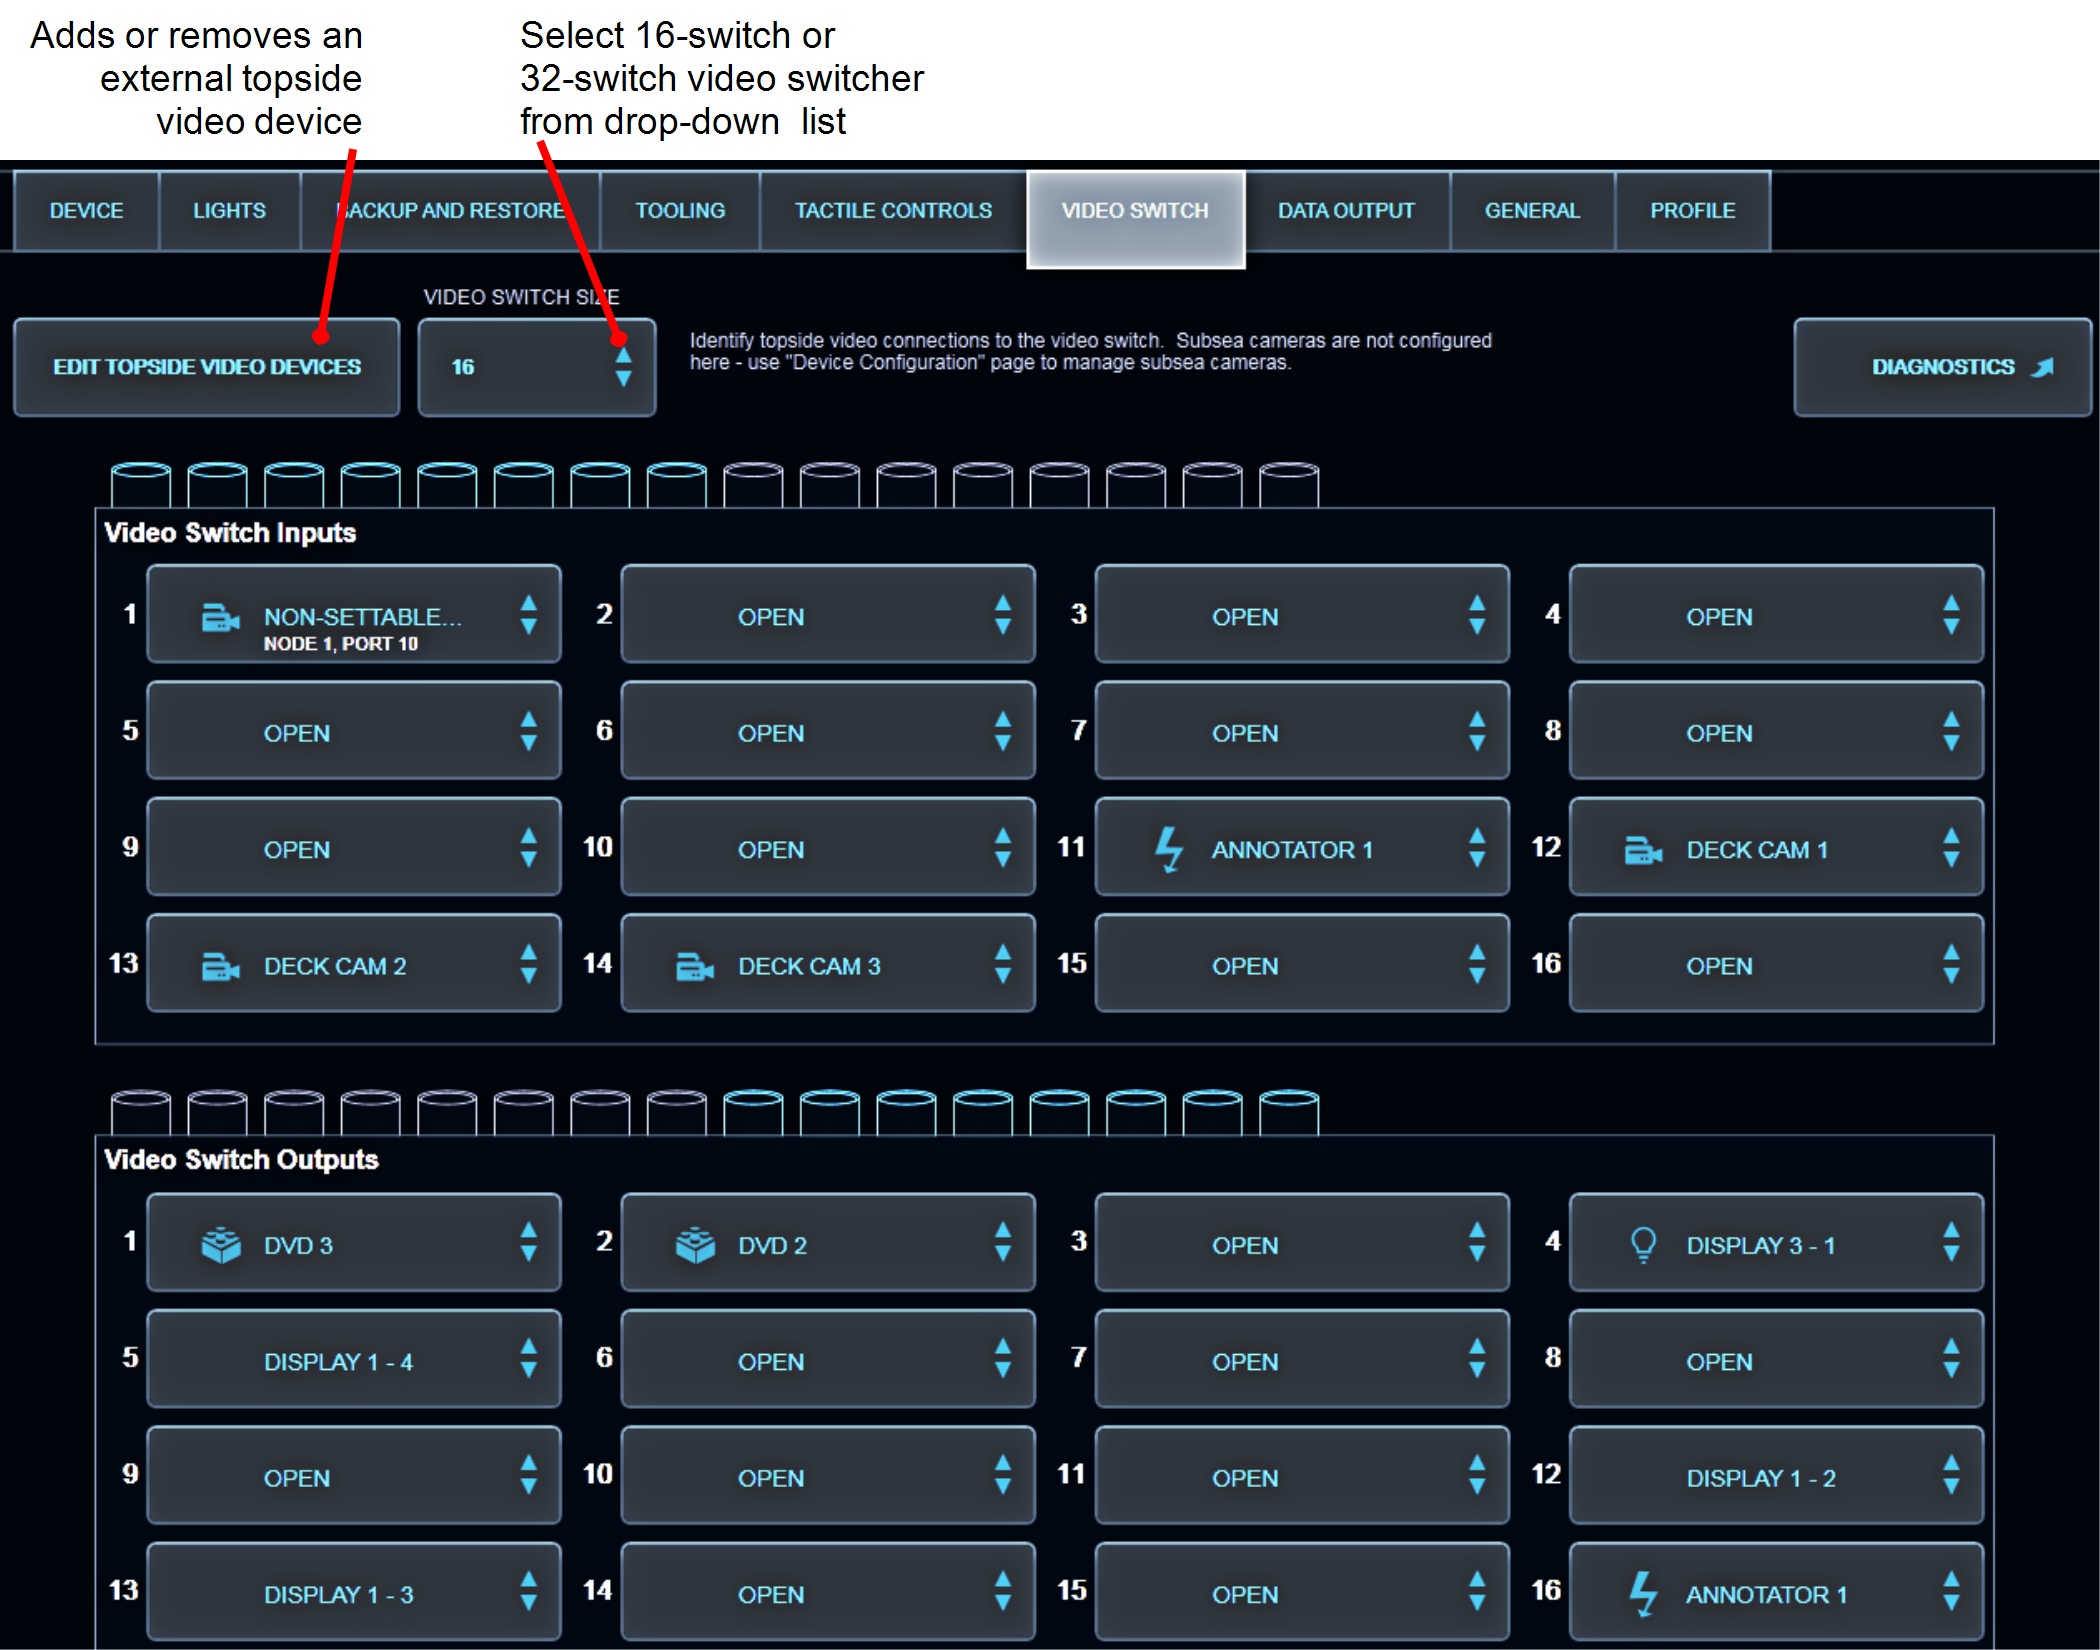 Adds or removes an
external topside
video device
Select 16-switch or
32-switch video switcher
from drop-down list
DEVICE
LIGHTS
BACKUP AND RESTORE
TOOLING
TACTILE CONTROLS
VIDEO SWITCH
DATA OUTPUT
GENERAL
PROFILE
VIDEO SWITCH SIZE
EDIT TOPSIDE VIDEO DEVICES
16
Identify topside video connections to the video switch. Subsea cameras are not configured
here - use "Device Configuration" page to manage subsea cameras.
DIAGNOSTICS
Video Switch Inputs
1 NON-SETTABLE...
NODE 1, PORT 10
2 OPEN
3 OPEN
4 OPEN
5 OPEN
6 OPEN
7 OPEN
8 OPEN
9 OPEN
10 OPEN
11 ANNOTATOR 1
12 DECK CAM 1
13 DECK CAM 2
14 DECK CAM 3
15 OPEN
16 OPEN
Video Switch Outputs
1 DVD 3
2 DVD 2
3 OPEN
4 DISPLAY 3 - 1
5 DISPLAY 1 - 4
6 OPEN
7 OPEN
8 OPEN
9 OPEN
10 OPEN
11 OPEN
12 DISPLAY 1 - 2
13 DISPLAY 1 - 3
14 OPEN
15 OPEN
16 ANNOTATOR 1